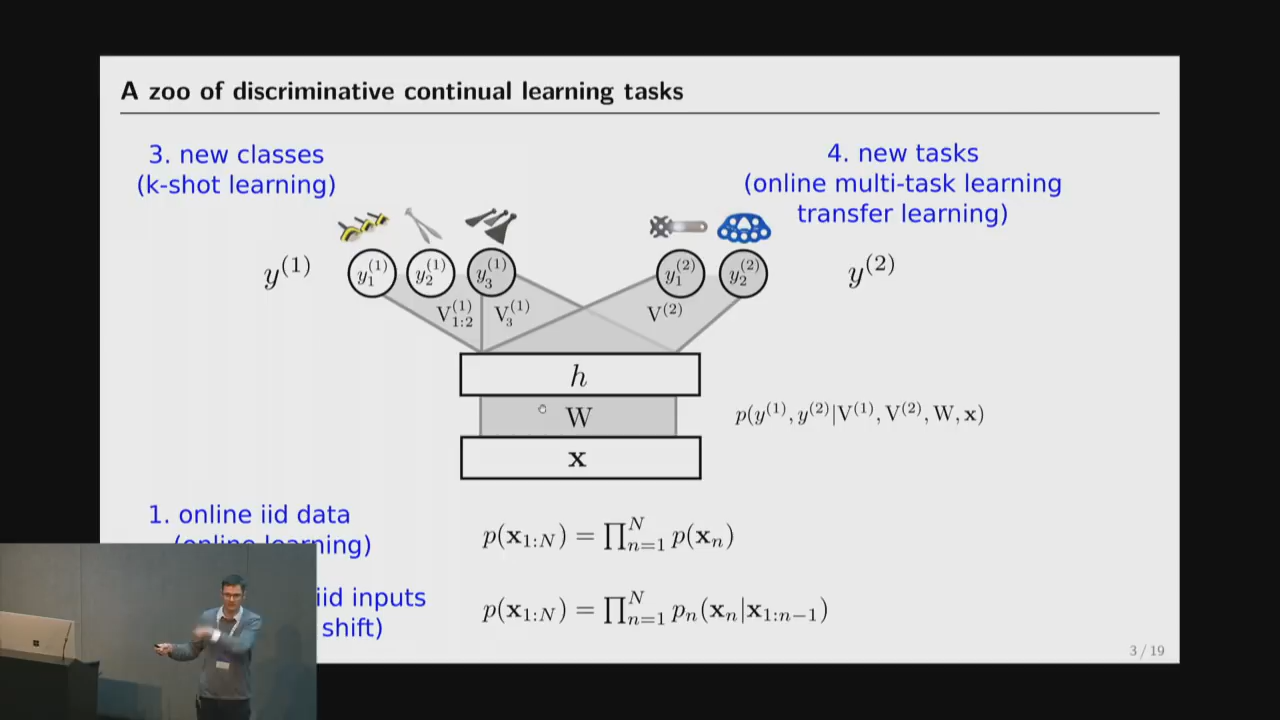 A zoo of discriminative continual learning tasks
3. new classes
(k-shot learning)
4. new tasks
(online multi-task learning
transfer learning)
y^{(1)}
y_1^{(1)} y_2^{(1)} y_3^{(1)}
y_1^{(2)} y_2^{(2)}
y^{(2)}
V_{1:2}^{(1)} V_3^{(1)} V^{(2)}
h
W
x
p(y^{(1)}, y^{(2)}|V^{(1)}, V^{(2)}, W, x)
1. online iid data
(online learning)
p(x_{1:N}) = ∏_{n=1}^{N} p(x_n)
iid inputs
shift)
p(x_{1:N}) = ∏_{n=1}^{N} p_n(x_n|x_{1:n−1})
3 / 19